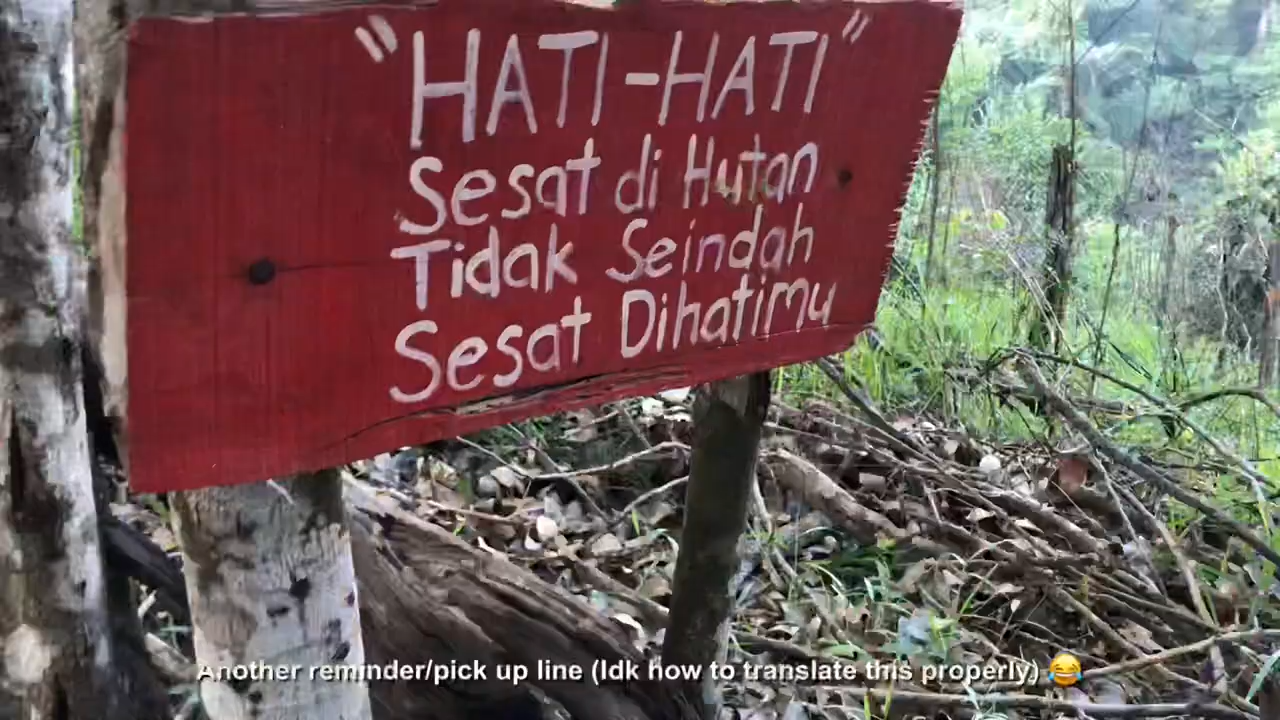 "HATI-HATI"
Sesat di Hutan
Tidak Seindah
Sesat Dihatimu
Another reminder/pick up line (Idk how to translate this properly) 😂